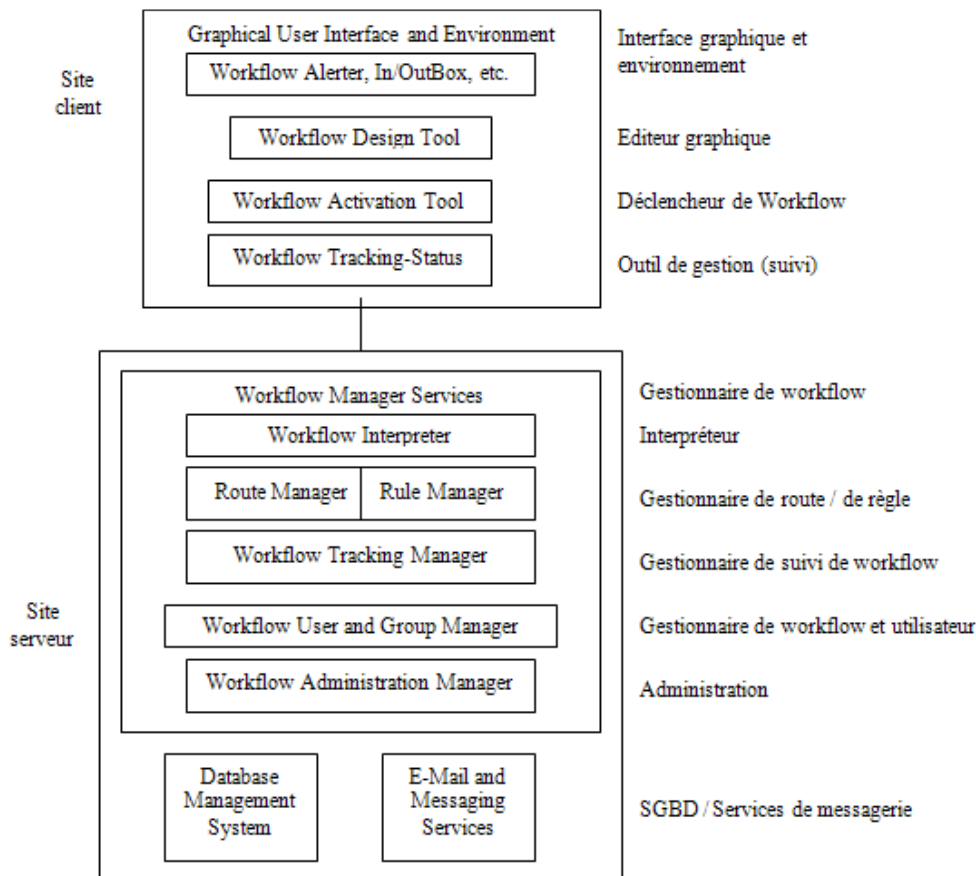 Graphical User Interface and Environment
Interface graphique et
environnement
Workflow Alerter, In/OutBox, etc.
Site
client
Workflow Design Tool
Editeur graphique
Workflow Activation Tool
Déclencheur de Workflow
Workflow Tracking-Status
Outil de gestion (suivi)
Workflow Manager Services
Gestionnaire de workflow
Workflow Interpreter
Interpréteur
Route Manager
Rule Manager
Gestionnaire de route / de règle
Workflow Tracking Manager
Gestionnaire de suivi de workflow
Site
serveur
Workflow User and Group Manager
Gestionnaire de workflow et utilisateur
Workflow Administration Manager
Administration
Database
Management
System
E-Mail and
Messaging
Services
SGBD / Services de messagerie